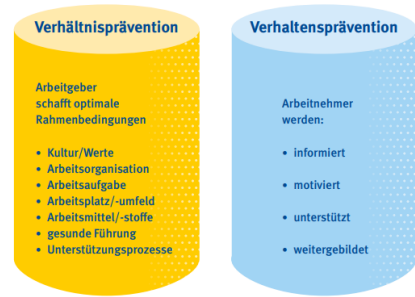 Verhältnisprävention
Arbeitgeber
schafft optimale
Rahmenbedingungen
• Kultur/Werte
• Arbeitsorganisation
• Arbeitsaufgabe
• Arbeitsplatz/-umfeld
• Arbeitsmittel/-stoffe
• gesunde Führung
• Unterstützungsprozesse
Verhaltensprävention
Arbeitnehmer
werden:
• informiert
• motiviert
• unterstützt
• weitergebildet